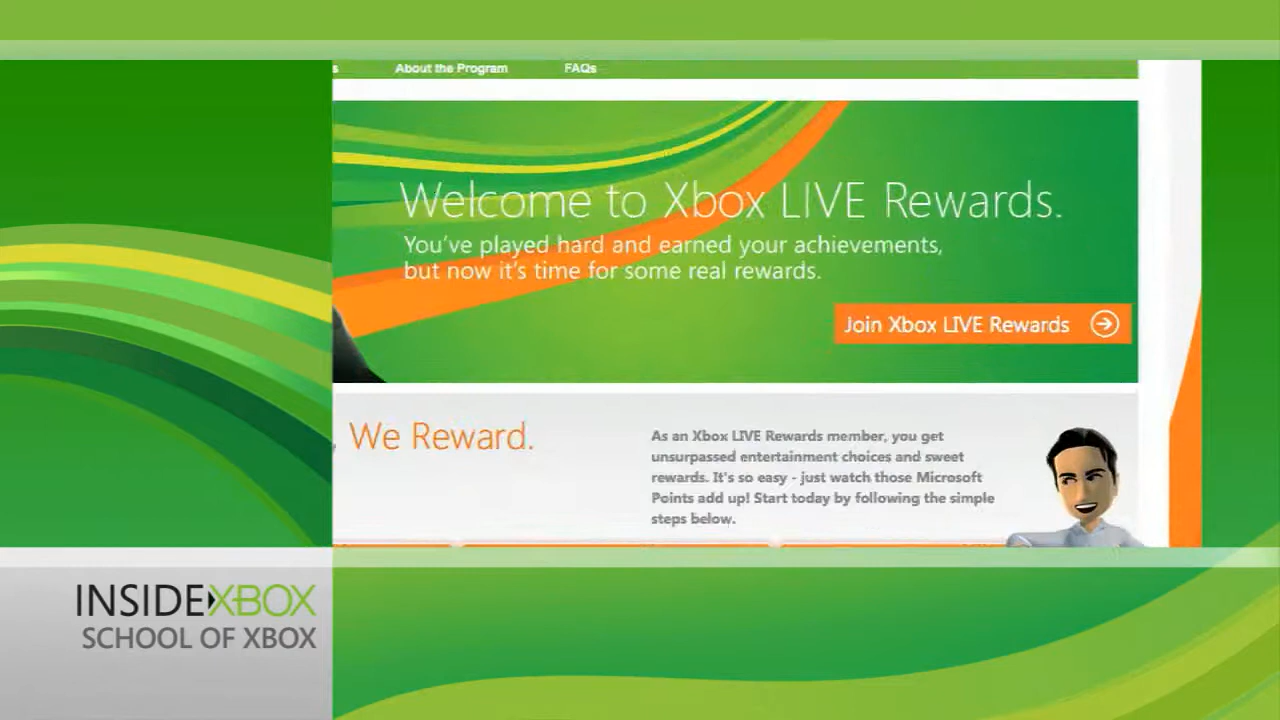 s About the Program FAQs
Welcome to Xbox LIVE Rewards.
You've played hard and earned your achievements,
but now it's time for some real rewards.
Join Xbox LIVE Rewards
, We Reward.
As an Xbox LIVE Rewards member, you get
unsurpassed entertainment choices and sweet
rewards. It's so easy - just watch those Microsoft
Points add up! Start today by following the simple
steps below.
INSIDE XBOX
SCHOOL OF XBOX